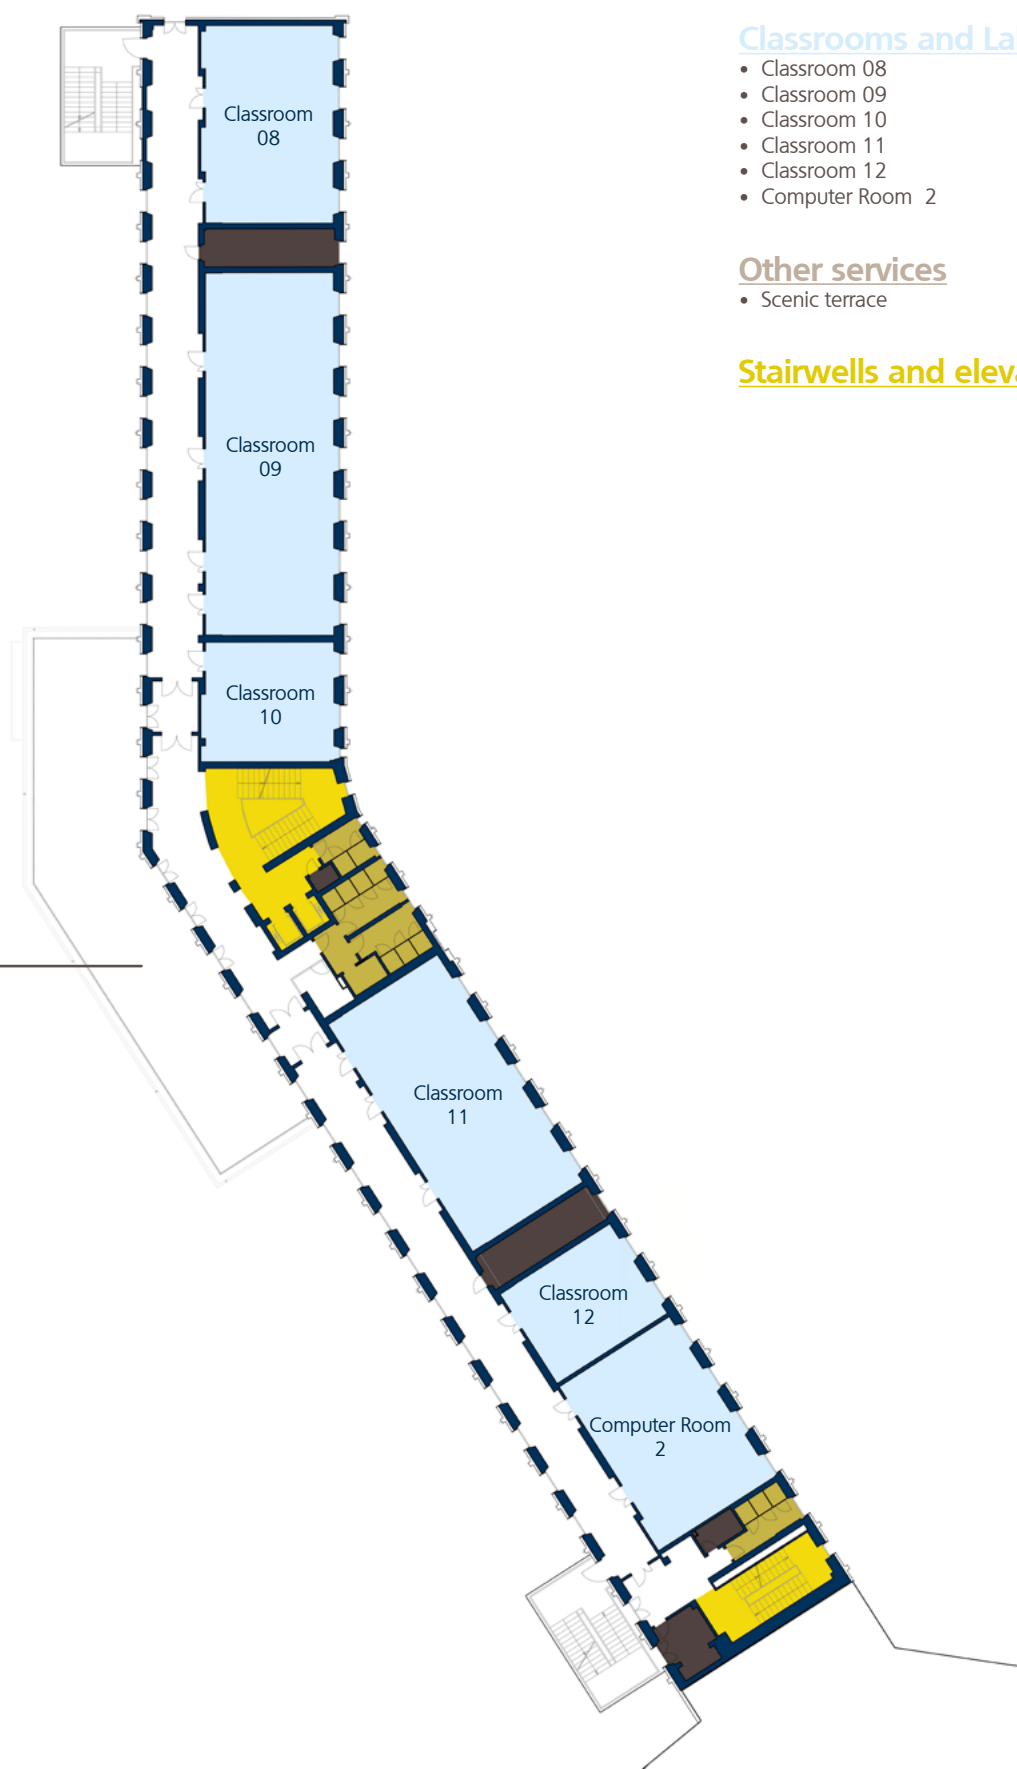 Classrooms and La
• Classroom 08
• Classroom 09
• Classroom 10
• Classroom 11
• Classroom 12
• Computer Room 2
Other services
• Scenic terrace
Stairwells and eleva
Classroom
08
Classroom
09
Classroom
10
Classroom
11
Classroom
12
Computer Room
2